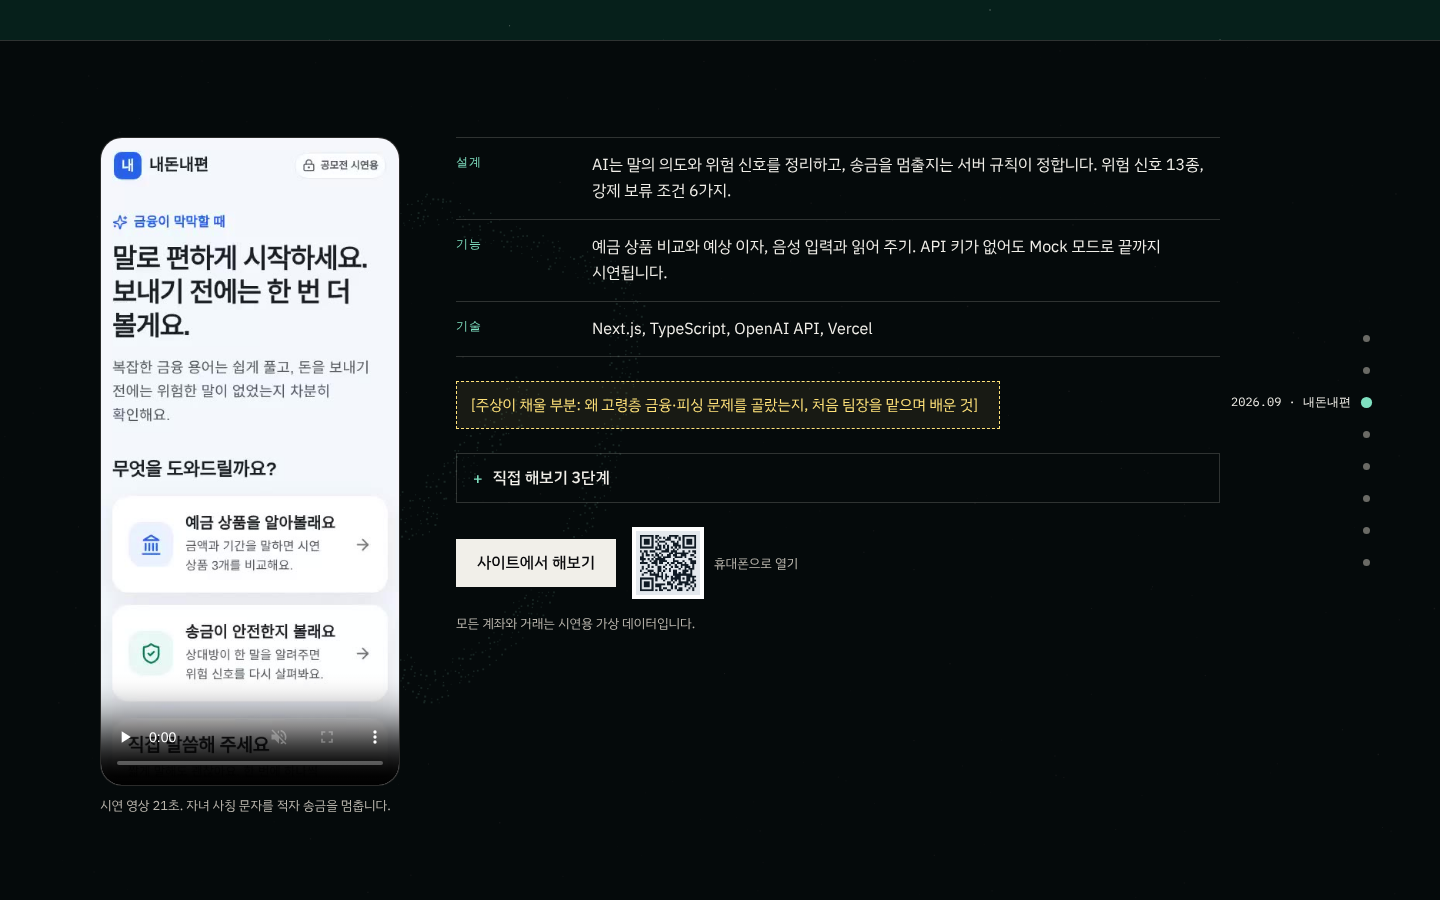 내 내돈내편
공모전 시연용
금융이 막막할 때
말로 편하게 시작하세요.
보내기 전에는 한 번 더
볼게요.
복잡한 금융 용어는 쉽게 풀고, 돈을 보내기
전에는 위험한 말이 없었는지 차분히
확인해요.
무엇을 도와드릴까요?
예금 상품을 알아볼래요
금액과 기간을 말하면 시연
상품 3개를 비교해요.
송금이 안전한지 볼래요
상대방이 한 말을 알려주면
위험 신호를 다시 살펴봐요.
직접 말씀해 주세요
0:00
시연 영상 21초. 자녀 사칭 문자를 적자 송금을 멈춥니다.
설계
AI는 말의 의도와 위험 신호를 정리하고, 송금을 멈출지는 서버 규칙이 정합니다. 위험 신호 13종,
강제 보류 조건 6가지.
기능
예금 상품 비교와 예상 이자, 음성 입력과 읽어 주기. API 키가 없어도 Mock 모드로 끝까지
시연됩니다.
기술
Next.js, TypeScript, OpenAI API, Vercel
[주상이 채울 부분: 왜 고령층 금융·피싱 문제를 골랐는지, 처음 팀장을 맡으며 배운 것]
+ 직접 해보기 3단계
사이트에서 해보기
휴대폰으로 열기
모든 계좌와 거래는 시연용 가상 데이터입니다.
2026.09 · 내돈내편